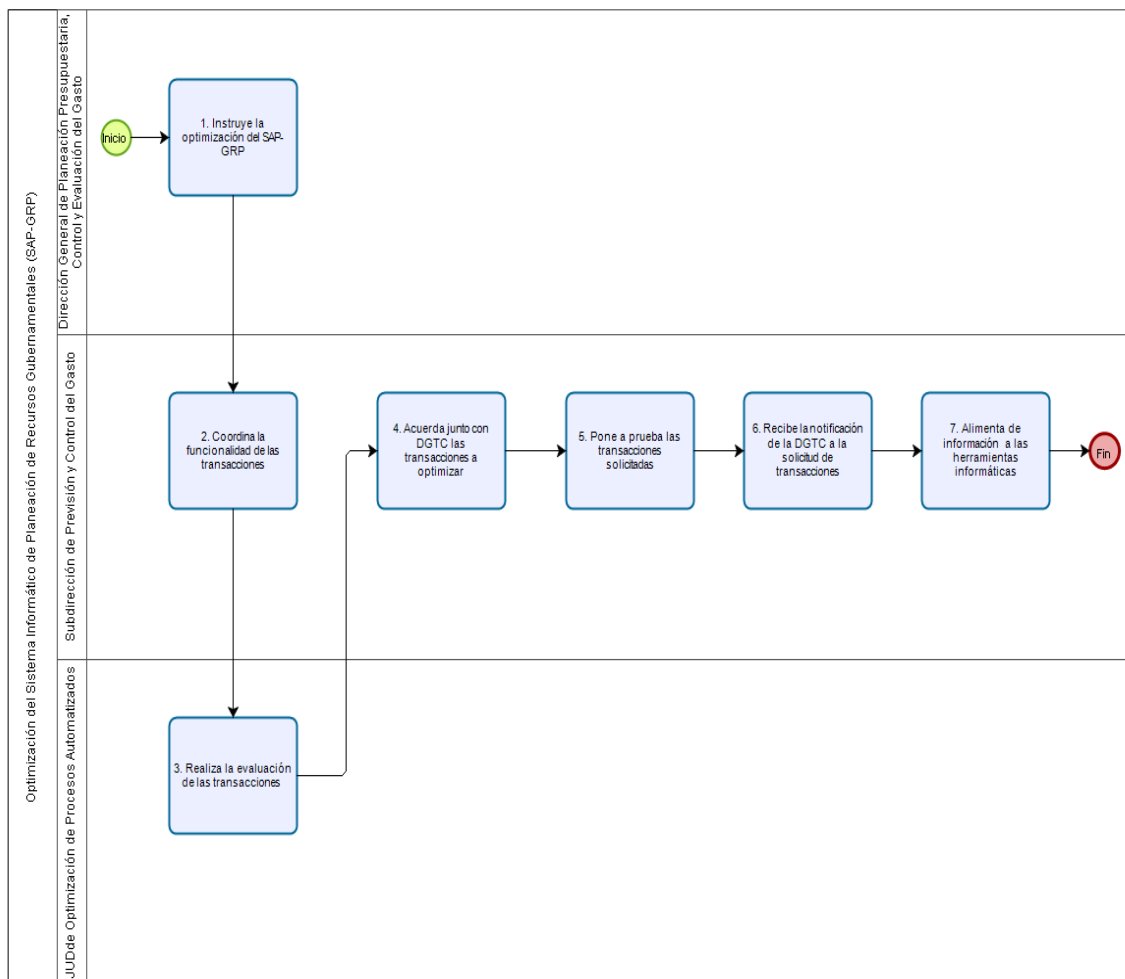 Optimización del Sistema Informático de Planeación de Recursos Gubernamentales (SAP-GRP)
Dirección General de Planeación Presupuestaria,
Control y Evaluación del Gasto
Inicio
1. Instruye la
optimización del SAP-
GRP
Subdirección de Previsión y Control del Gasto
2. Coordina la
funcionalidad de las
transacciones
4. Acuerda junto con
DGTC las
transacciones a
optimizar
5. Pone a prueba las
transacciones
solicitadas
6. Recibe la notificación
de la DGTC a la
solicitud de
transacciones
7. Alimenta de
información a las
herramientas
informáticas
Fin
JUDde Optimización de Procesos Automatizados
3. Realiza la evaluación
de las transacciones